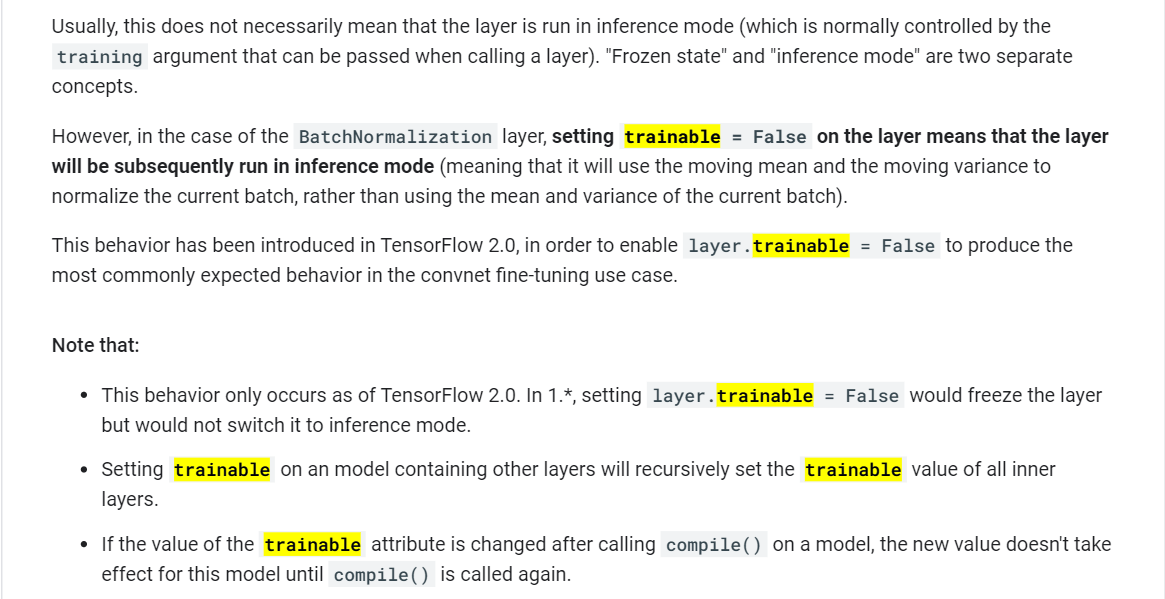 Usually, this does not necessarily mean that the layer is run in inference mode (which is normally controlled by the
training argument that can be passed when calling a layer). "Frozen state" and "inference mode" are two separate
concepts.
However, in the case of the BatchNormalization layer, setting trainable = False on the layer means that the layer
will be subsequently run in inference mode (meaning that it will use the moving mean and the moving variance to
normalize the current batch, rather than using the mean and variance of the current batch).
This behavior has been introduced in TensorFlow 2.0, in order to enable layer.trainable = False to produce the
most commonly expected behavior in the convnet fine-tuning use case.
Note that:
• This behavior only occurs as of TensorFlow 2.0. In 1.*, setting layer.trainable = False would freeze the layer
but would not switch it to inference mode.
• Setting trainable on an model containing other layers will recursively set the trainable value of all inner
layers.
• If the value of the trainable attribute is changed after calling compile() on a model, the new value doesn't take
effect for this model until compile() is called again.